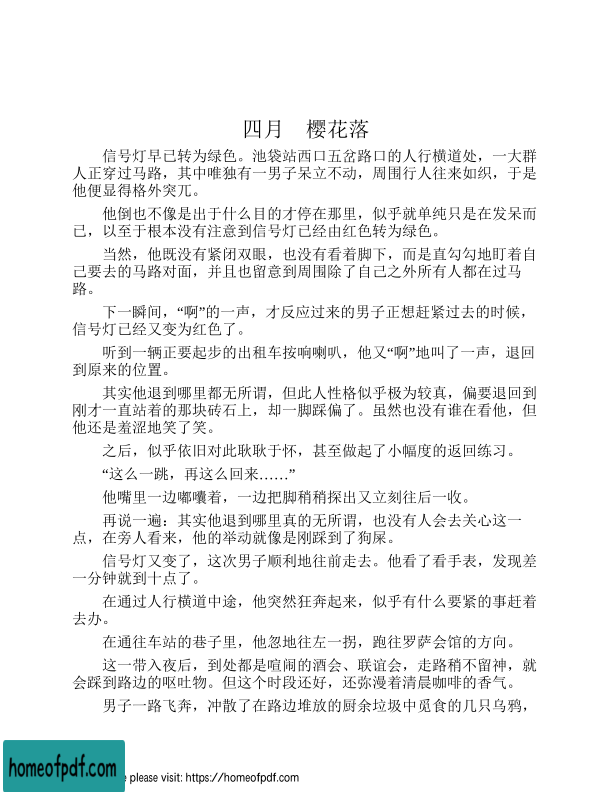 四月　樱花落
信号灯早已转为绿色。池袋站西口五岔路口的人行横道处，一大群
人正穿过马路，其中唯独有一男子呆立不动，周围行人往来如织，于是
他便显得格外突兀。
他倒也不像是出于什么目的才停在那里，似乎就单纯只是在发呆而
已，以至于根本没有注意到信号灯已经由红色转为绿色。
当然，他既没有紧闭双眼，也没有看着脚下，而是直勾勾地盯着自
己要去的马路对面，并且也留意到周围除了自己之外所有人都在过马
路。
下一瞬间，“啊”的一声，才反应过来的男子正想赶紧过去的时候，
信号灯已经又变为红色了。
听到一辆正要起步的出租车按响喇叭，他又“啊”地叫了一声，退回
到原来的位置。
其实他退到哪里都无所谓，但此人性格似乎极为较真，偏要退回到
刚才一直站着的那块砖石上，却一脚踩偏了。虽然也没有谁在看他，但
他还是羞涩地笑了笑。
之后，似乎依旧对此耿耿于怀，甚至做起了小幅度的返回练习。
“这么一跳，再这么回来……”
他嘴里一边嘟囔着，一边把脚稍稍探出又立刻往后一收。
再说一遍：其实他退到哪里真的无所谓，也没有人会去关心这一
点，在旁人看来，他的举动就像是刚踩到了狗屎。
信号灯又变了，这次男子顺利地往前走去。他看了看手表，发现差
一分钟就到十点了。
在通过人行横道中途，他突然狂奔起来，似乎有什么要紧的事赶着
去办。
在通往车站的巷子里，他忽地往左一拐，跑往罗萨会馆的方向。
这一带入夜后，到处都是喧闹的酒会、联谊会，走路稍不留神，就
会踩到路边的呕吐物。但这个时段还好，还弥漫着清晨咖啡的香气。
男子一路飞奔，冲散了在路边堆放的厨余垃圾中觅食的几只乌鸦，
homeofpdf.com
e please visit: https://homeofpdf.com